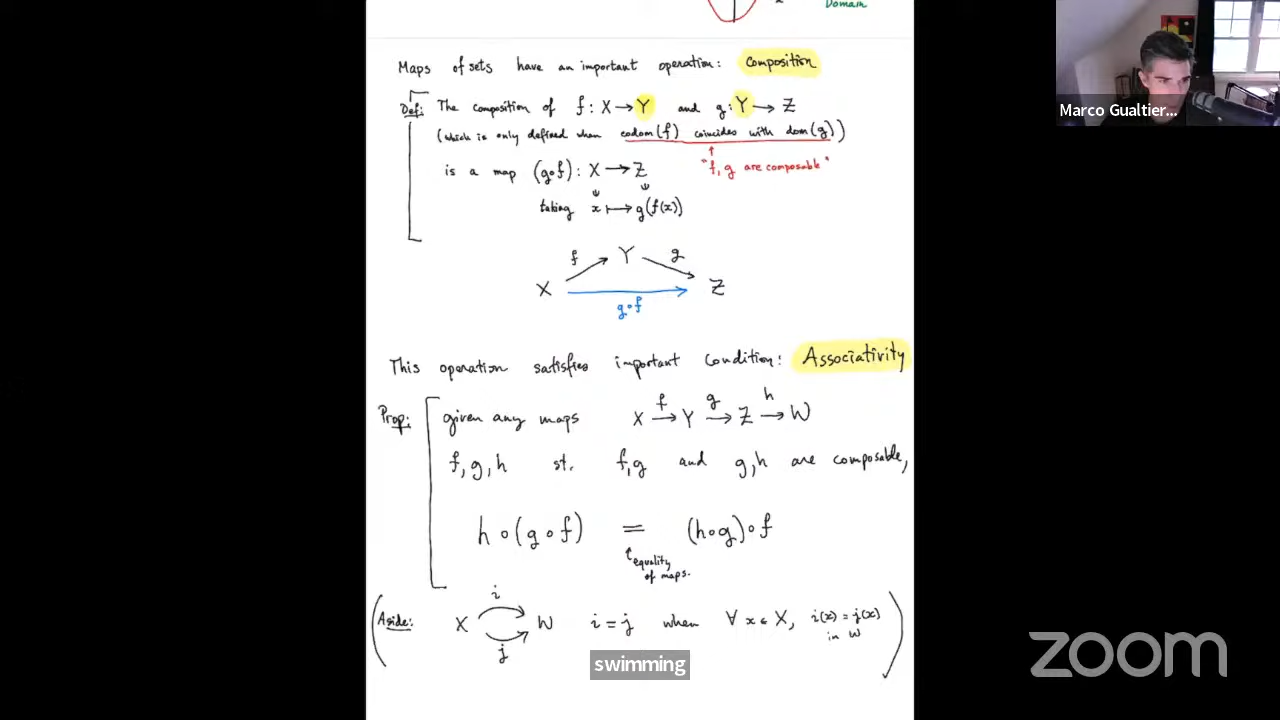 x Domain
Maps of sets have an important operation: Composition
Def: The composition of f: X → Y and g: Y → Z
(which is only defined when codom(f) coincides with dom(g))
is a map (g∘f): X → Z "f, g are composable"
taking x ↦ g(f(x))
f Y g
X Z
g∘f
This operation satisfies important condition: Associativity
Prop: given any maps X f→ Y g→ Z h→ W
f, g, h st. f,g and g,h are composable,
h∘(g∘f) = (h∘g)∘f
equality
of maps.
(Aside: X i j W i = j when ∀ x ∈ X, i(x) = j(x)
in W)
swimming
Marco Gualtier...
zoom